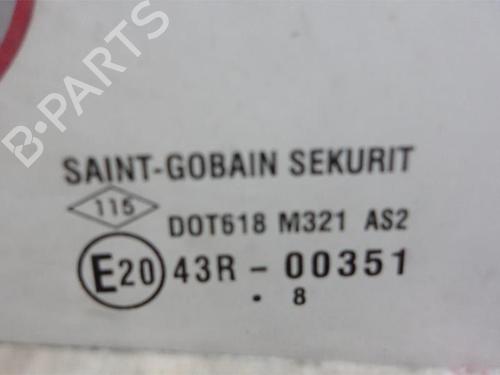 B-PARTS
SAINT-GOBAIN SEKURIT
115
DOT618 M321 AS2
E20 43R - 00351
. 8